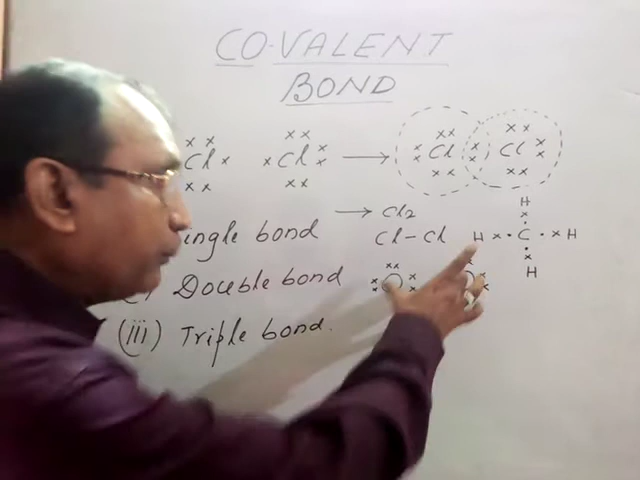 CO-VALENT
BOND
Cl Cl → Cl Cl
→ Cl2
ingle bond Cl – Cl
H
H x · C · x H
H
Double bond
(iii) Triple bond.